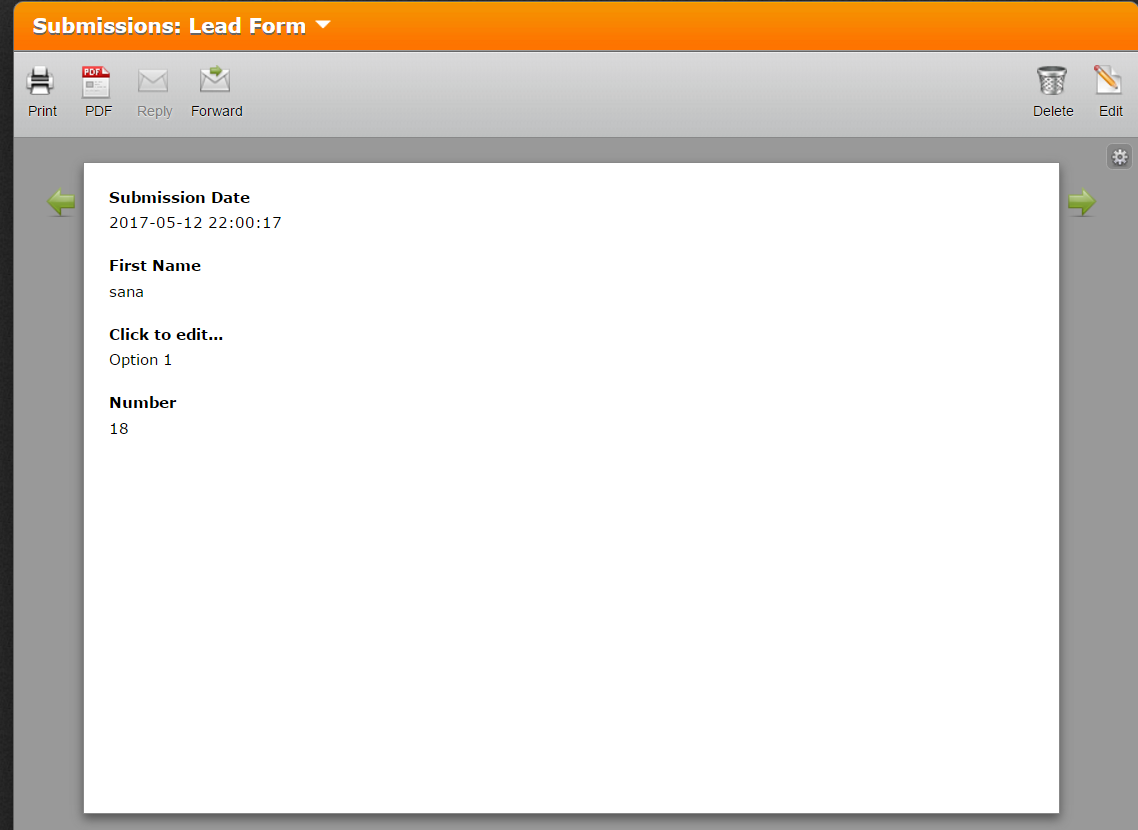 Submissions: Lead Form
Print
PDF
PDF
Reply
Forward
Delete
Edit
Submission Date
2017-05-12 22:00:17
First Name
sana
Click to edit...
Option 1
Number
18